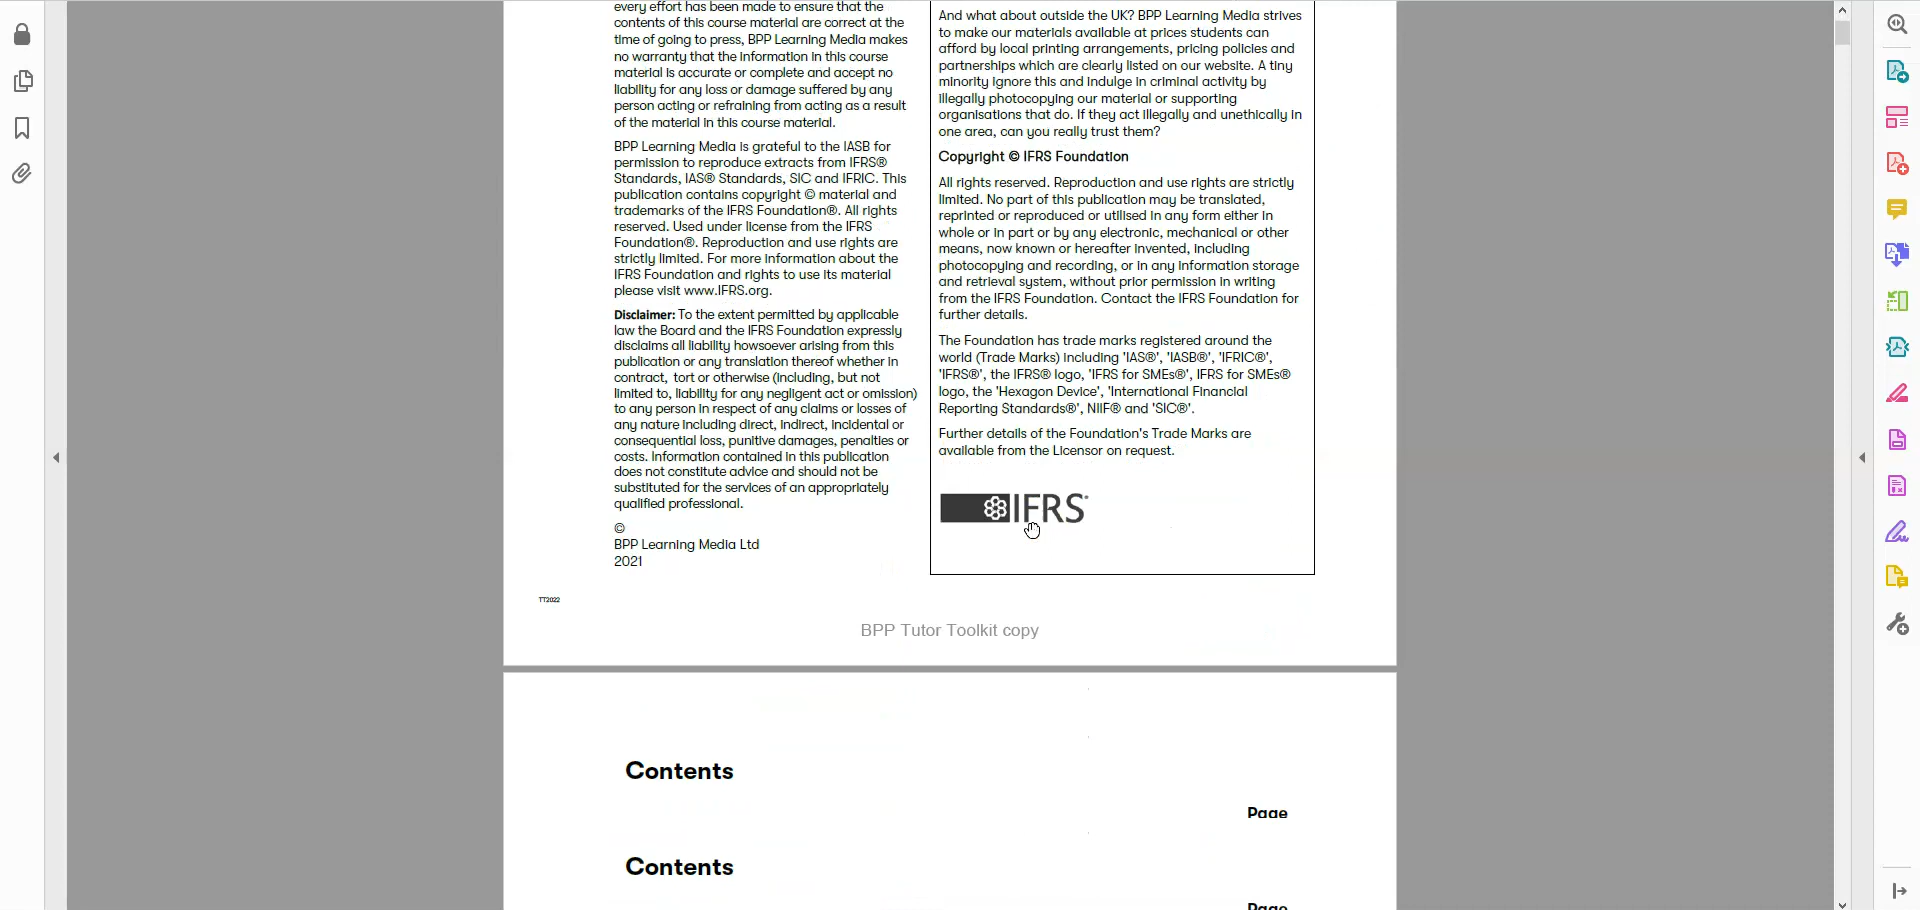 every effort has been made to ensure that the
contents of this course material are correct at the
time of going to press, BPP Learning Media makes
no warranty that the information in this course
material is accurate or complete and accept no
liability for any loss or damage suffered by any
person acting or refraining from acting as a result
of the material in this course material.
BPP Learning Media is grateful to the IASB for
permission to reproduce extracts from IFRS®
Standards, IAS® Standards, SIC and IFRIC. This
publication contains copyright © material and
trademarks of the IFRS Foundation®. All rights
reserved. Used under license from the IFRS
Foundation®. Reproduction and use rights are
strictly limited. For more information about the
IFRS Foundation and rights to use its material
please visit www.IFRS.org.
Disclaimer: To the extent permitted by applicable
law the Board and the IFRS Foundation expressly
disclaims all liability howsoever arising from this
publication or any translation thereof whether in
contract, tort or otherwise (including, but not
limited to, liability for any negligent act or omission)
to any person in respect of any claims or losses of
any nature including direct, indirect, incidental or
consequential loss, punitive damages, penalties or
costs. Information contained in this publication
does not constitute advice and should not be
substituted for the services of an appropriately
qualified professional.
©
BPP Learning Media Ltd
2021
And what about outside the UK? BPP Learning Media strives
to make our materials available at prices students can
afford by local printing arrangements, pricing policies and
partnerships which are clearly listed on our website. A tiny
minority ignore this and indulge in criminal activity by
illegally photocopying our material or supporting
organisations that do. If they act illegally and unethically in
one area, can you really trust them?
Copyright © IFRS Foundation
All rights reserved. Reproduction and use rights are strictly
limited. No part of this publication may be translated,
reprinted or reproduced or utilised in any form either in
whole or in part or by any electronic, mechanical or other
means, now known or hereafter invented, including
photocopying and recording, or in any information storage
and retrieval system, without prior permission in writing
from the IFRS Foundation. Contact the IFRS Foundation for
further details.
The Foundation has trade marks registered around the
world (Trade Marks) including 'IAS®', 'IASB®', 'IFRIC®',
'IFRS®', the IFRS® logo, 'IFRS for SMEs®', IFRS for SMEs®
logo, the 'Hexagon Device', 'International Financial
Reporting Standards®', NIIF® and 'SIC®'.
Further details of the Foundation's Trade Marks are
available from the Licensor on request.
IFRS®
TT2022
BPP Tutor Toolkit copy
Contents
Page
Contents
Page